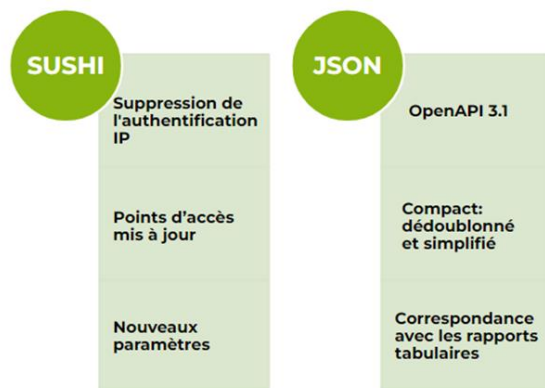 SUSHI
Suppression de
l'authentification
IP
Points d’accès
mis à jour
Nouveaux
paramètres
JSON
OpenAPI 3.1
Compact:
dédoublonné
et simplifié
Correspondance
avec les rapports
tabulaires